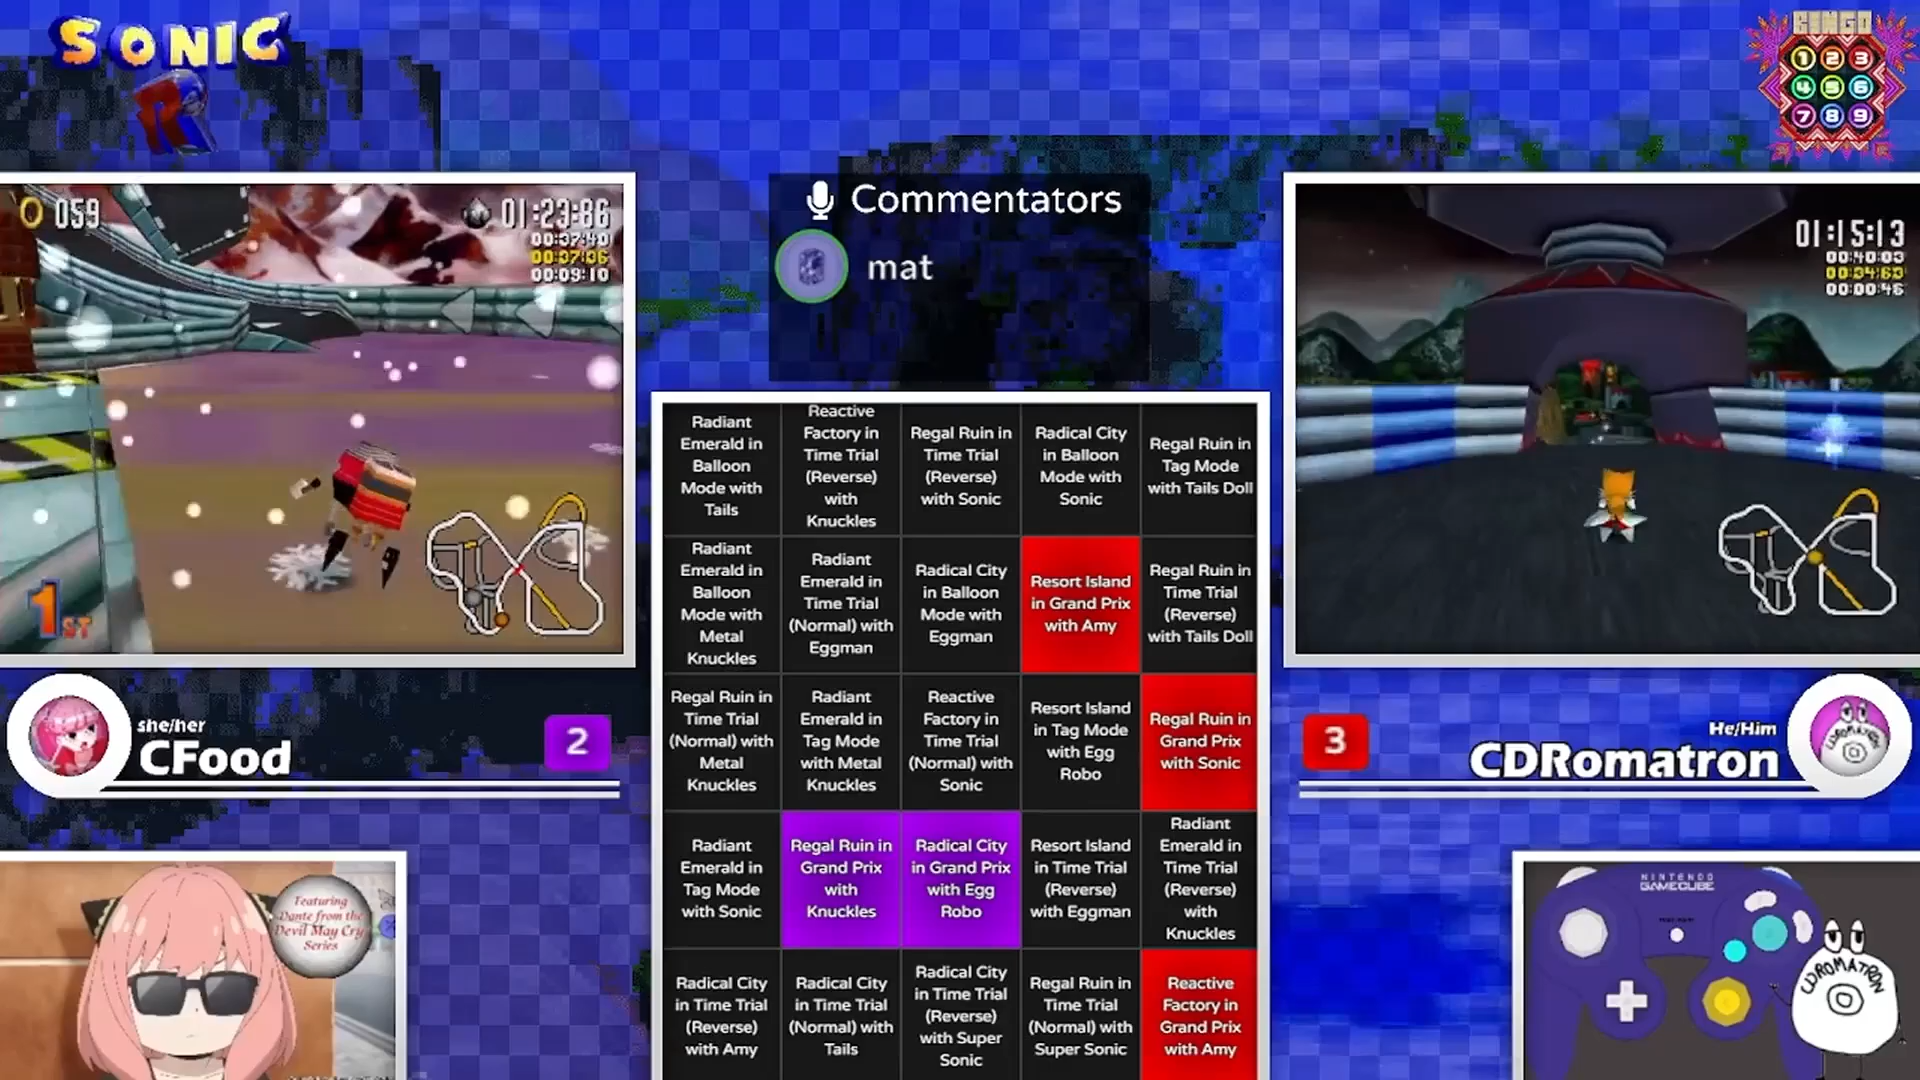 SONIC
R
BINGO
1 2 3
4 5 6
7 8 9
059
01:23:86
00:37:40
00:37:06
00:09:10
1ST
Commentators
mat
01:15:13
00:40:03
00:34:63
00:00:46
Radiant
Emerald in
Balloon
Mode with
Tails
Reactive
Factory in
Time Trial
(Reverse)
with
Knuckles
Regal Ruin in
Time Trial
(Reverse)
with Sonic
Radical City
in Balloon
Mode with
Sonic
Regal Ruin in
Tag Mode
with Tails Doll
Radiant
Emerald in
Balloon
Mode with
Metal
Knuckles
Radiant
Emerald in
Time Trial
(Normal) with
Eggman
Radical City
in Balloon
Mode with
Eggman
Resort Island
in Grand Prix
with Amy
Regal Ruin in
Time Trial
(Reverse)
with Tails Doll
Regal Ruin in
Time Trial
(Normal) with
Metal
Knuckles
Radiant
Emerald in
Tag Mode
with Metal
Knuckles
Reactive
Factory in
Time Trial
(Normal) with
Sonic
Resort Island
in Tag Mode
with Egg
Robo
Regal Ruin in
Grand Prix
with Sonic
Radiant
Emerald in
Tag Mode
with Sonic
Regal Ruin in
Grand Prix
with
Knuckles
Radical City
in Grand Prix
with Egg
Robo
Resort Island
in Time Trial
(Reverse)
with Eggman
Radiant
Emerald in
Time Trial
(Reverse)
with
Knuckles
Radical City
in Time Trial
(Reverse)
with Amy
Radical City
in Time Trial
(Normal) with
Tails
Radical City
in Time Trial
(Reverse)
with Super
Sonic
Regal Ruin in
Time Trial
(Normal) with
Super Sonic
Reactive
Factory in
Grand Prix
with Amy
she/her
CFood
2
3
He/Him
CDRomatron
Featuring
Dante from the
Devil May Cry
Series
NINTENDO
GAMECUBE
CDROMATRON